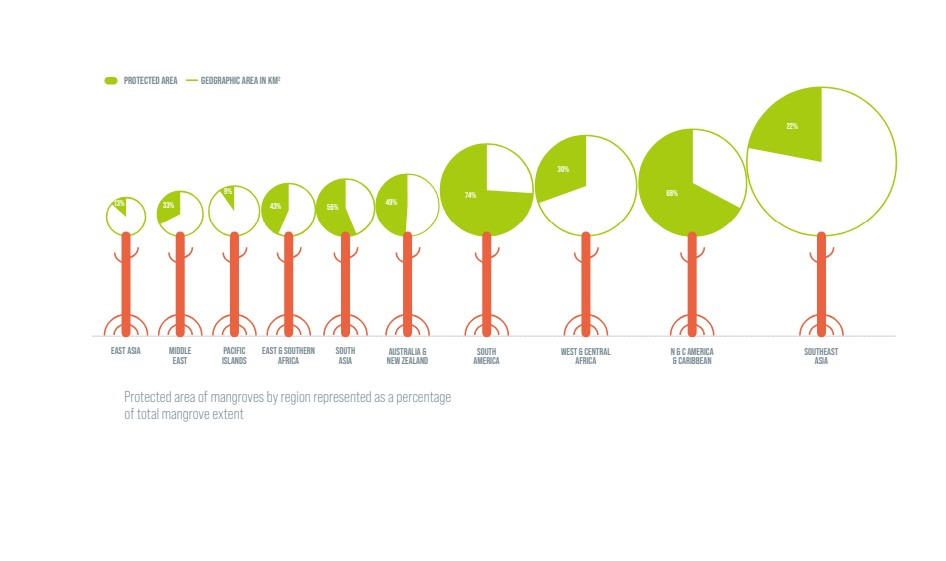 PROTECTED AREA
GEOGRAPHIC AREA IN KM²
13%
33%
9%
43%
56%
49%
74%
30%
68%
22%
EAST ASIA
MIDDLE
EAST
PACIFIC
ISLANDS
EAST & SOUTHERN
AFRICA
SOUTH
ASIA
AUSTRALIA &
NEW ZEALAND
SOUTH
AMERICA
WEST & CENTRAL
AFRICA
N & C AMERICA
& CARIBBEAN
SOUTHEAST
ASIA
Protected area of mangroves by region represented as a percentage
of total mangrove extent